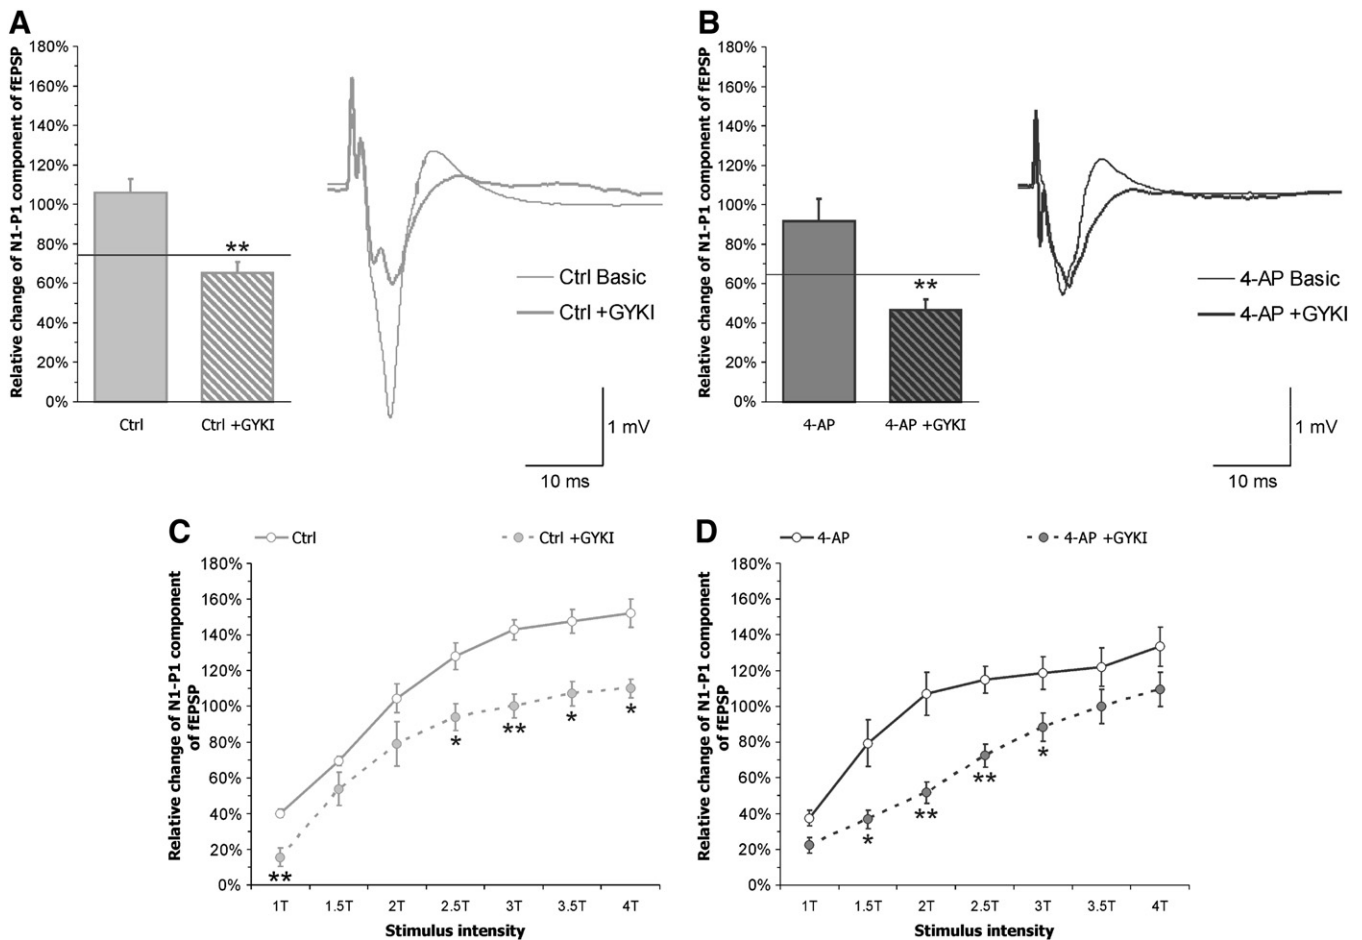 A
Relative change of N1-P1 component of fEPSP
180%
160%
140%
120%
100%
80%
60%
40%
20%
0%
**
Ctrl
Ctrl +GYKI
Ctrl Basic
Ctrl +GYKI
1 mV
10 ms
B
Relative change of N1-P1 component of fEPSP
180%
160%
140%
120%
100%
80%
60%
40%
20%
0%
**
4-AP
4-AP +GYKI
4-AP Basic
4-AP +GYKI
1 mV
10 ms
C
Ctrl
Ctrl +GYKI
Relative change of N1-P1 component
of fEPSP
180%
160%
140%
120%
100%
80%
60%
40%
20%
0%
**
*
**
*
*
1T
1.5T
2T
2.5T
3T
3.5T
4T
Stimulus intensity
D
4-AP
4-AP +GYKI
Relative change of N1-P1 component
of fEPSP
180%
160%
140%
120%
100%
80%
60%
40%
20%
0%
*
**
**
*
1T
1.5T
2T
2.5T
3T
3.5T
4T
Stimulus intensity